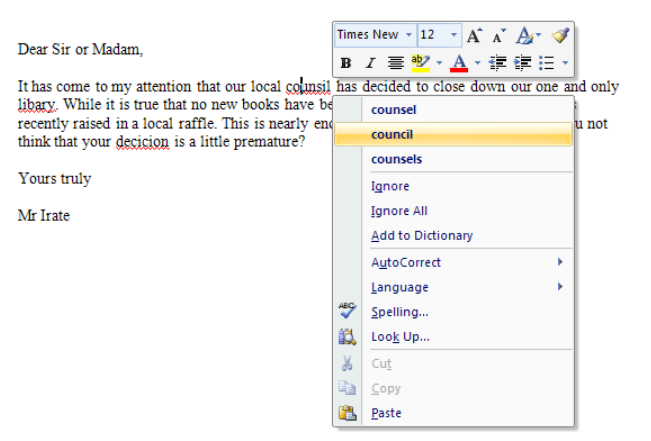 Times New 12 A A A
B I ab A
Dear Sir or Madam,
It has come to my attention that our local counsil has decided to close down our one and only
libary. While it is true that no new books have be s
recently raised in a local raffle. This is nearly eno u not
think that your decicion is a little premature?
Yours truly
Mr Irate
counsel
council
counsels
Ignore
Ignore All
Add to Dictionary
AutoCorrect
Language
ABC Spelling...
Look Up...
Cut
Copy
Paste